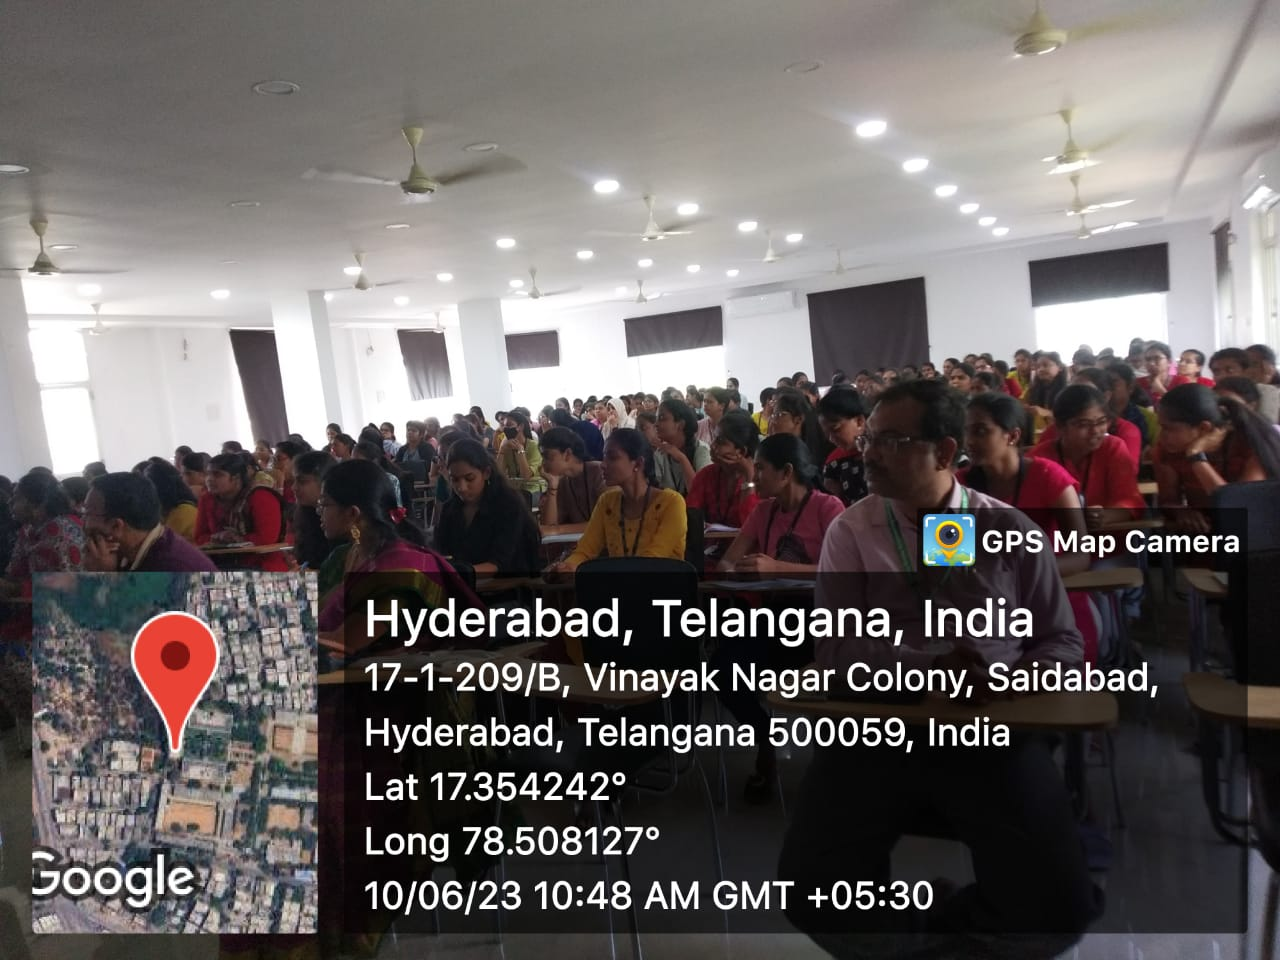 GPS Map Camera
Hyderabad, Telangana, India
17-1-209/B, Vinayak Nagar Colony, Saidabad,
Hyderabad, Telangana 500059, India
Lat 17.354242°
Long 78.508127°
10/06/23 10:48 AM GMT +05:30
Google